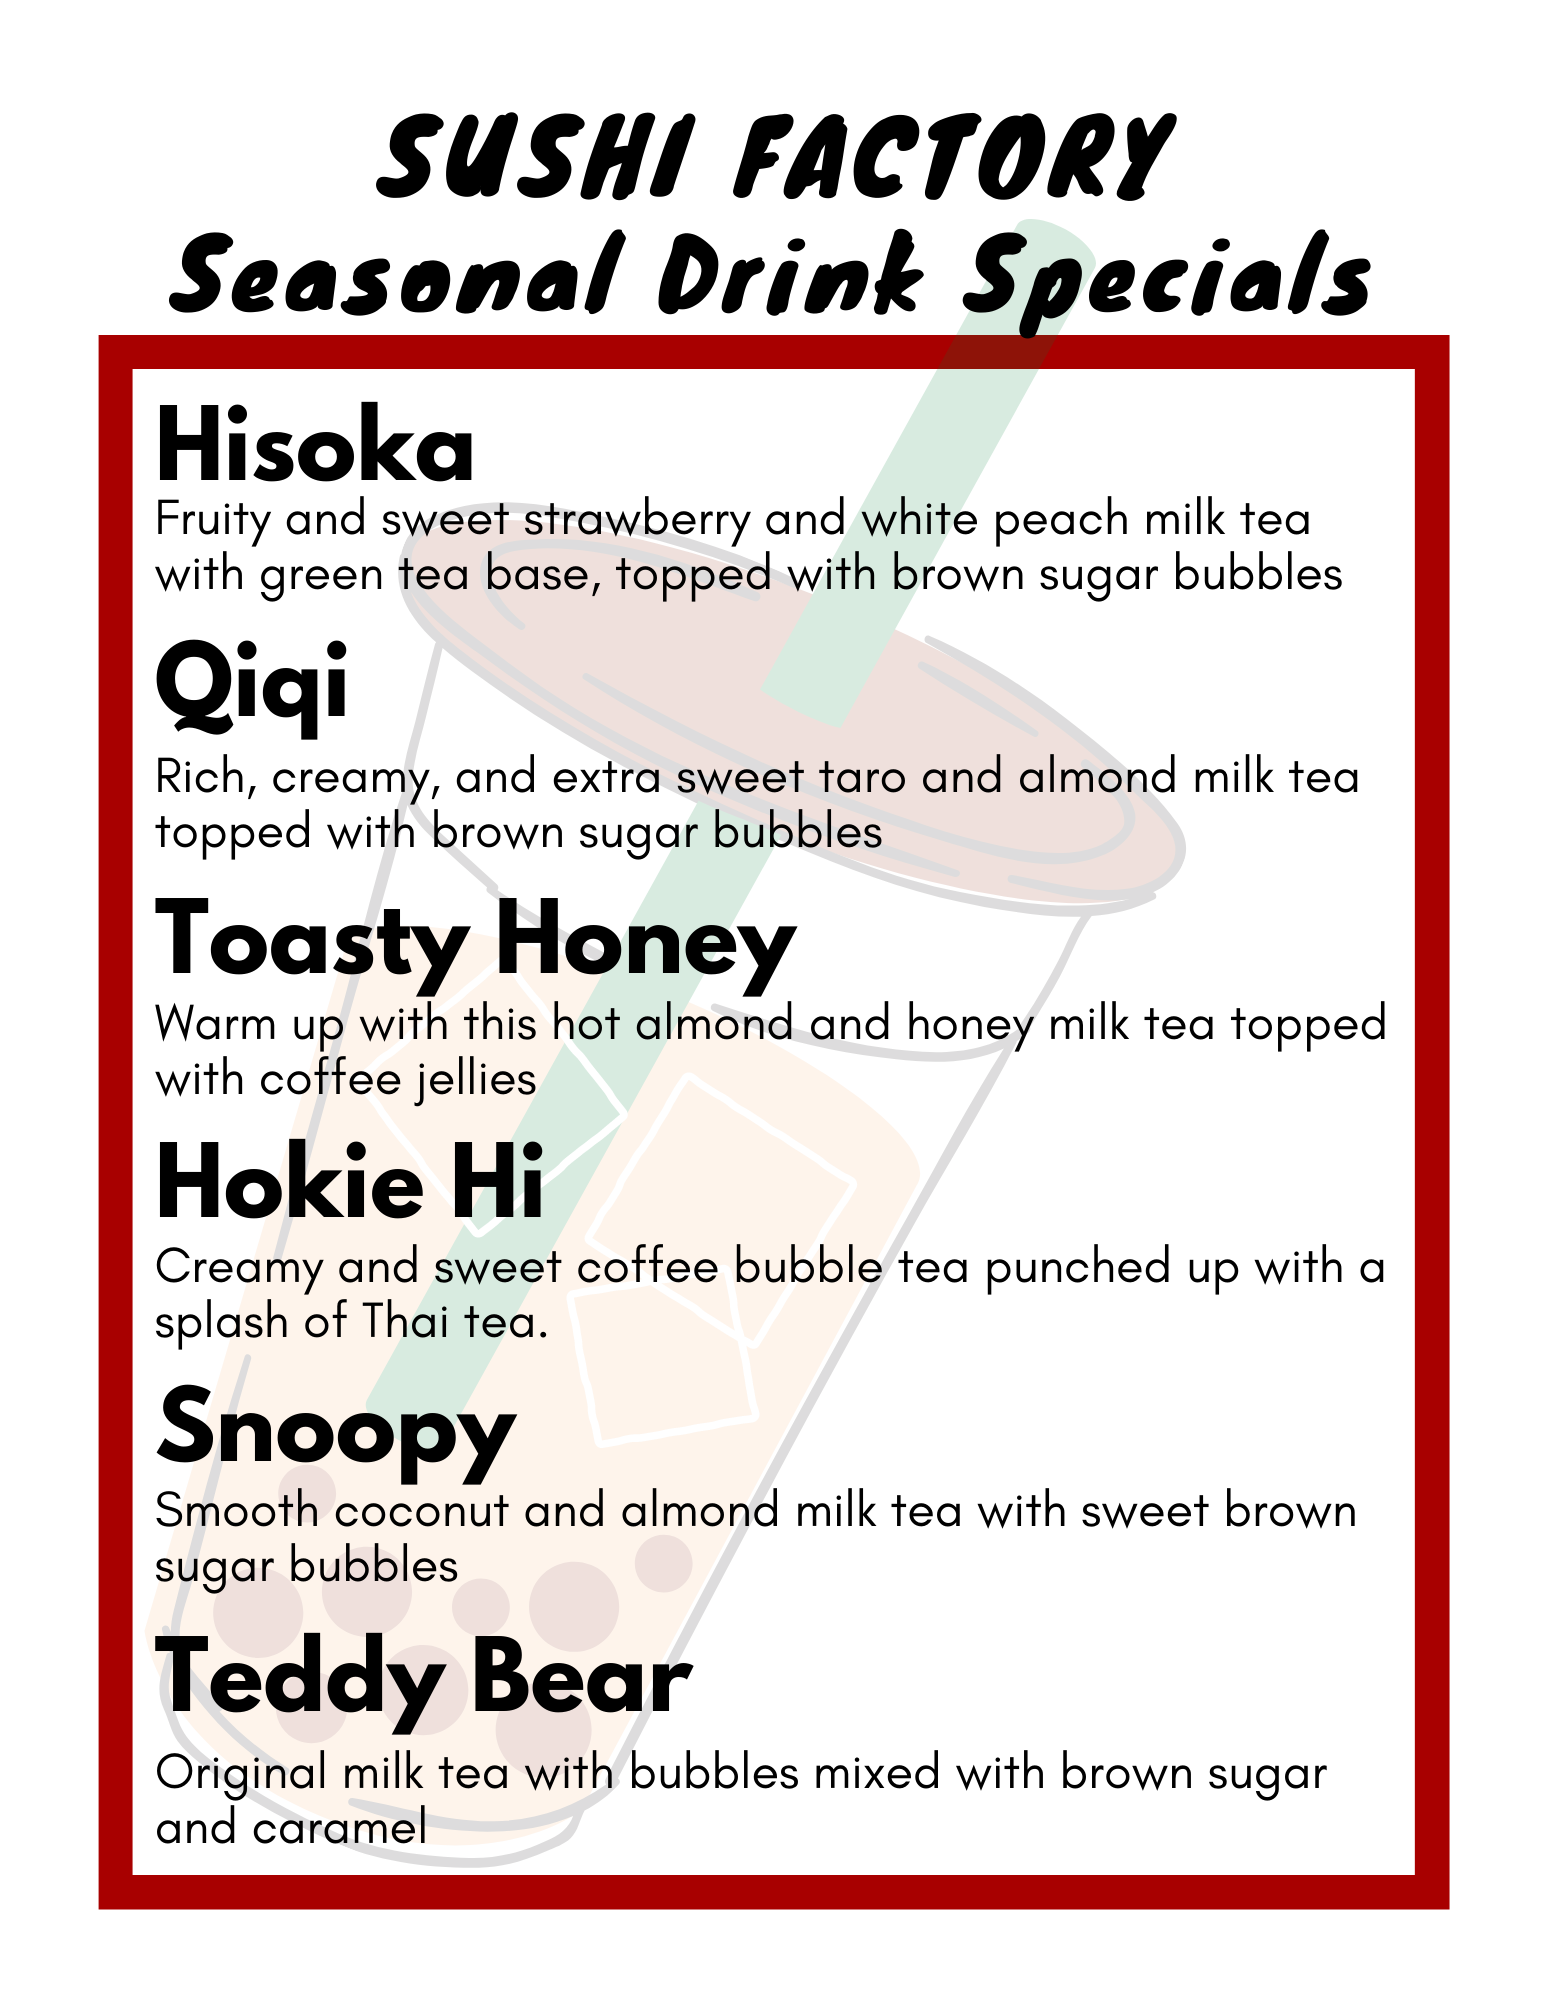 SUSHI FACTORY
Seasonal Drink Specials
Hisoka
Fruity and sweet strawberry and white peach milk tea
with green tea base, topped with brown sugar bubbles
Qiqi
Rich, creamy, and extra sweet taro and almond milk tea
topped with brown sugar bubbles
Toasty Honey
Warm up with this hot almond and honey milk tea topped
with coffee jellies
Hokie Hi
Creamy and sweet coffee bubble tea punched up with a
splash of Thai tea.
Snoopy
Smooth coconut and almond milk tea with sweet brown
sugar bubbles
Teddy Bear
Original milk tea with bubbles mixed with brown sugar
and caramel